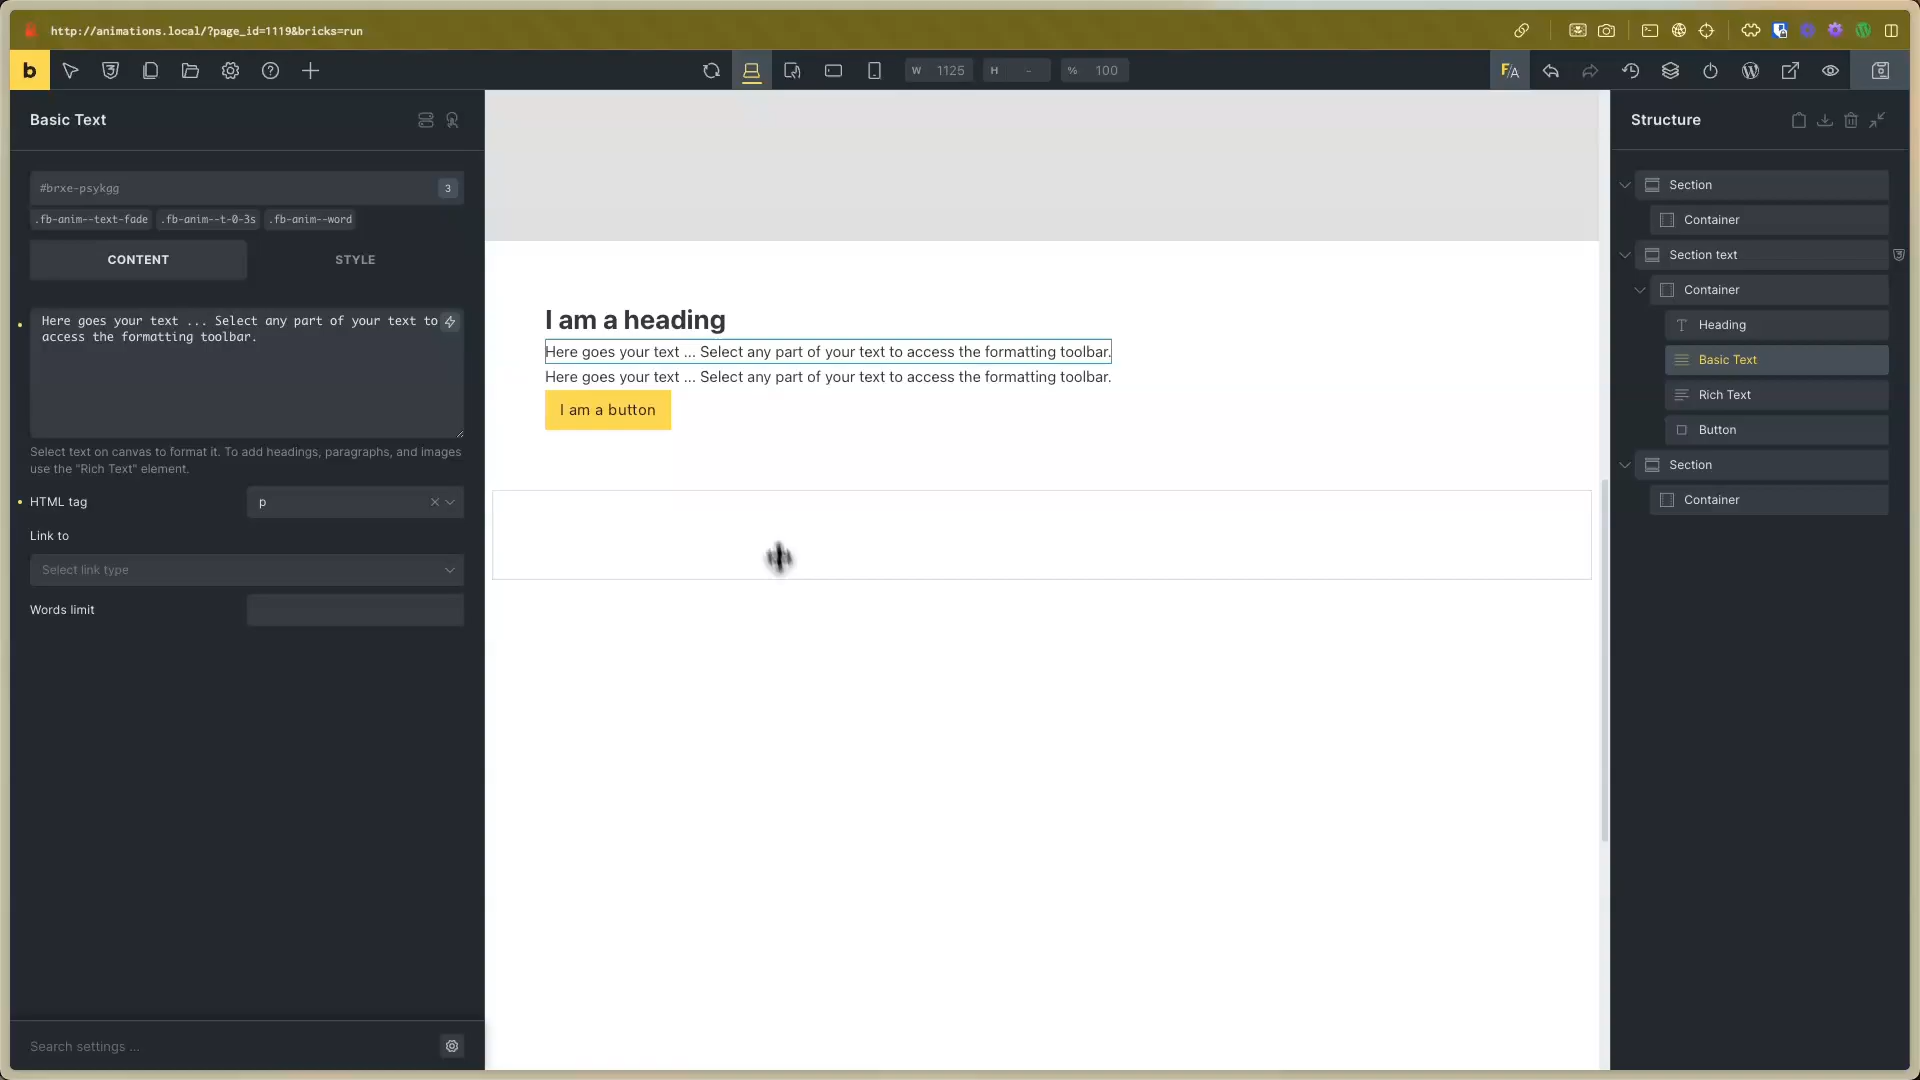 http://animations.local/?page_id=1119&bricks=run
b
W 1125
H -
% 100
F/A
Basic Text
#brxe-psykgg
3
.fb-anim--text-fade
.fb-anim--t-0-3s
.fb-anim--word
CONTENT
STYLE
Here goes your text ... Select any part of your text to
access the formatting toolbar.
Select text on canvas to format it. To add headings, paragraphs, and images
use the "Rich Text" element.
HTML tag
p
Link to
Select link type
Words limit
Search settings ...
I am a heading
Here goes your text ... Select any part of your text to access the formatting toolbar.
Here goes your text ... Select any part of your text to access the formatting toolbar.
I am a button
Structure
Section
Container
Section text
Container
Heading
Basic Text
Rich Text
Button
Section
Container